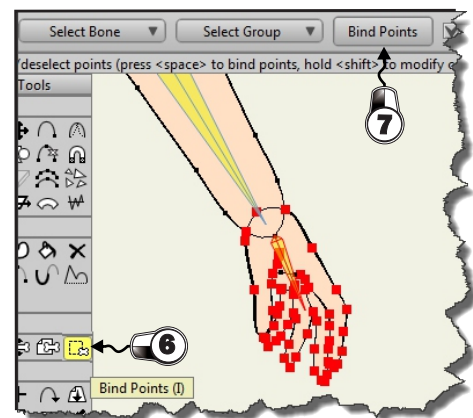 Select Bone Select Group Bind Points
/deselect points (press <space> to bind points, hold <shift> to modify
Tools
7
6
Bind Points (I)